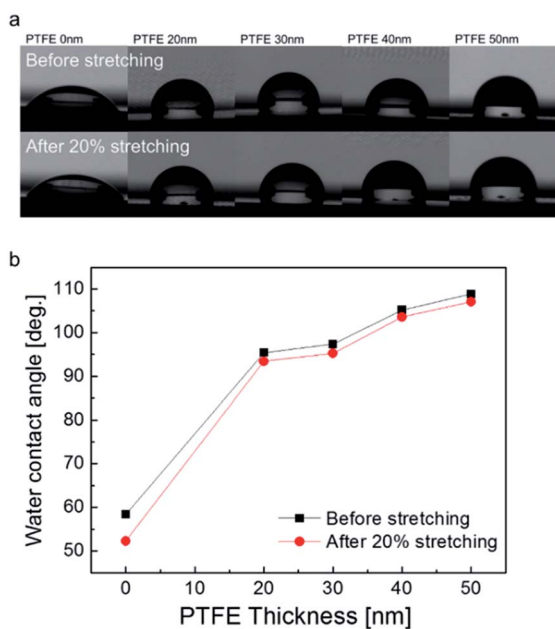 a
PTFE 0nm PTFE 20nm PTFE 30nm PTFE 40nm PTFE 50nm
Before stretching
After 20% stretching
b
110
100
90
80
70
60
50
Water contact angle [deg.]
Before stretching
After 20% stretching
0 10 20 30 40 50
PTFE Thickness [nm]